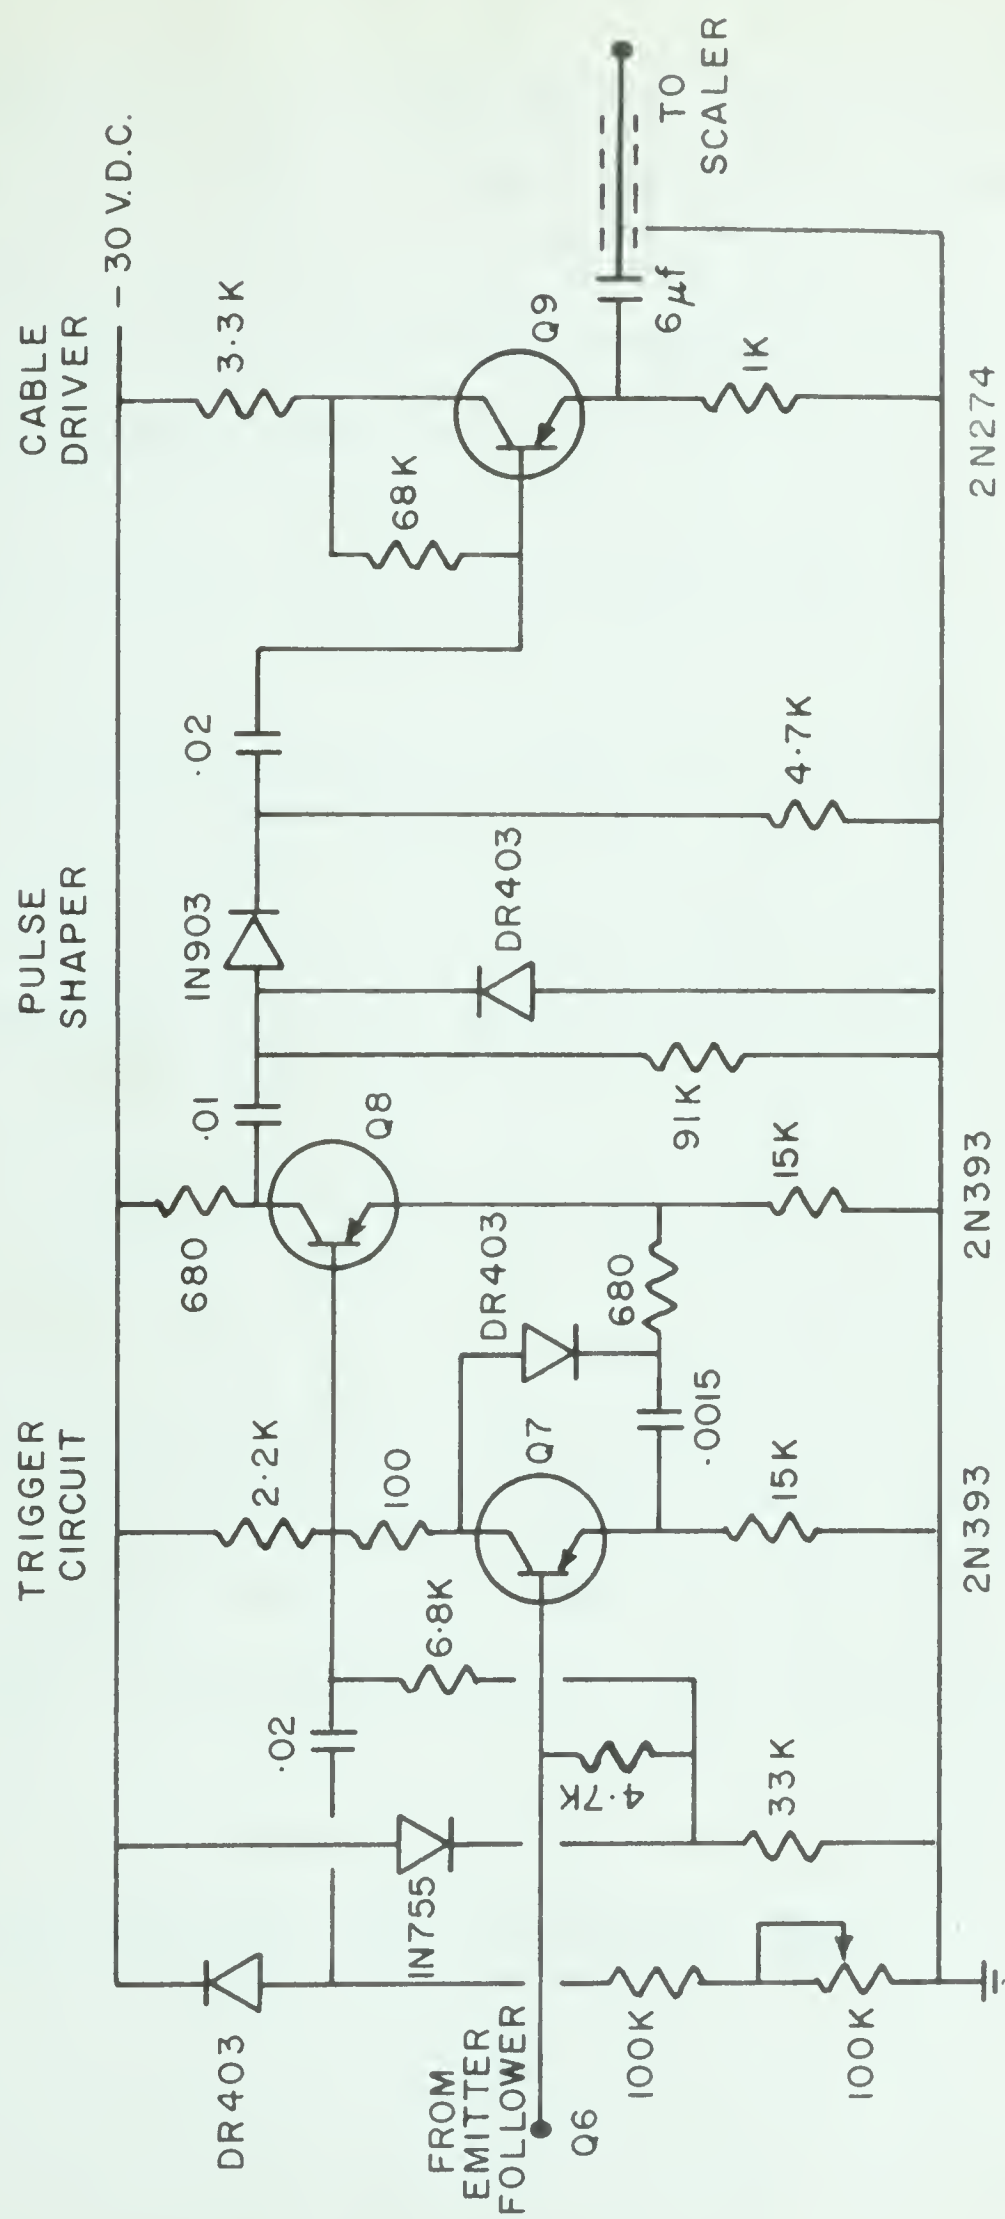 TRIGGER
CIRCUIT
PULSE
SHAPER
CABLE
DRIVER
- 30 V.D.C.
DR403
1N755
.02
6.8K
2.2K
100
680
.01
Q8
1N903
.02
3.3K
68K
Q9
FROM
EMITTER
FOLLOWER
Q6
4.7K
Q7
DR403
680
.0015
DR403
6μf
TO
SCALER
100K
100K
33K
15K
15K
91K
4.7K
1K
2N393
2N393
2N274